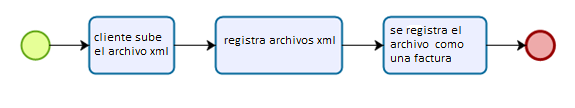 cliente sube
el archivo xml
registra archivos xml
se registra el
archivo como
una factura